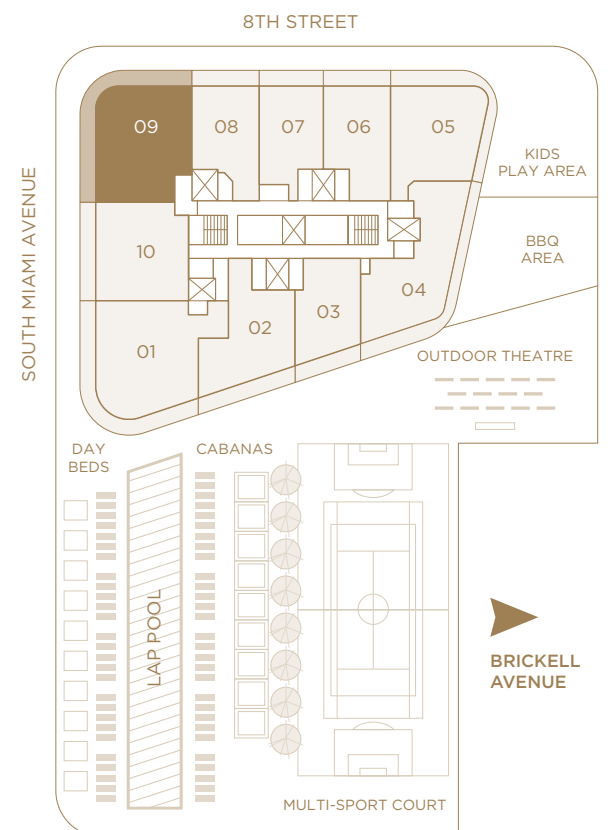 8TH STREET
SOUTH MIAMI AVENUE
09
08
07
06
05
KIDS
PLAY AREA
10
BBQ
AREA
04
03
02
01
OUTDOOR THEATRE
DAY
BEDS
CABANAS
LAP POOL
BRICKELL
AVENUE
MULTI-SPORT COURT